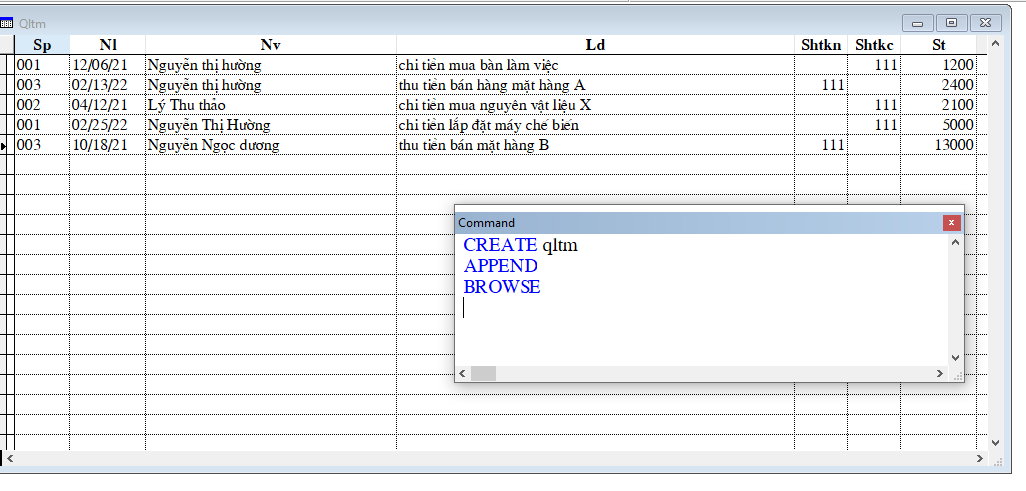 Qltm
Sp Nl Nv Ld Shtkn Shtkc St
001 12/06/21 Nguyễn thị hường chi tiền mua bàn làm việc 111 1200
003 02/13/22 Nguyễn thị hường thu tiền bán hàng mặt hàng A 111 2400
002 04/12/21 Lý Thu thảo chi tiền mua nguyên vật liệu X 111 2100
001 02/25/22 Nguyễn Thị Hường chi tiền lắp đặt máy chế biến 111 5000
003 10/18/21 Nguyễn Ngọc dương thu tiền bán mặt hàng B 111 13000
Command
CREATE qltm
APPEND
BROWSE